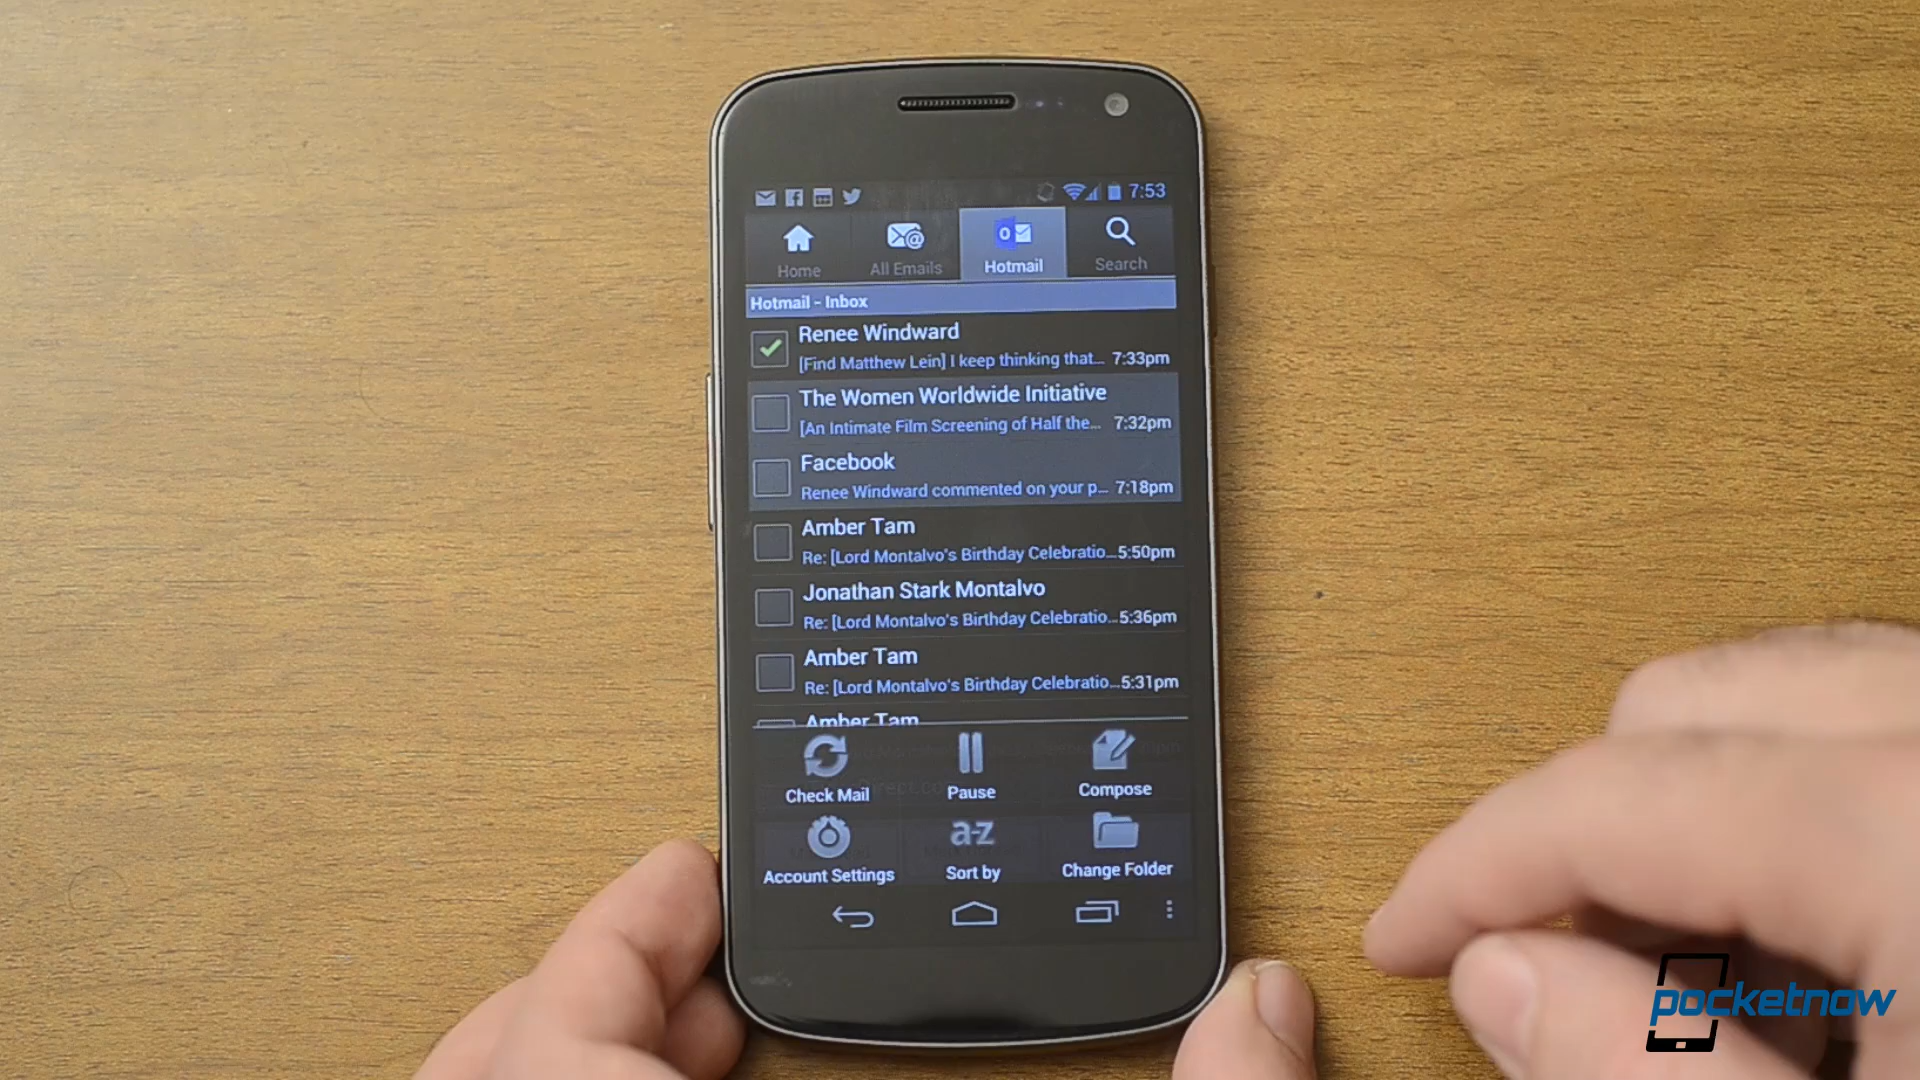 7:53
Home
All Emails
Hotmail
Search
Hotmail - Inbox
Renee Windward
[Find Matthew Lein] I keep thinking that... 7:33pm
The Women Worldwide Initiative
[An Intimate Film Screening of Half the... 7:32pm
Facebook
Renee Windward commented on your p... 7:18pm
Amber Tam
Re: [Lord Montalvo's Birthday Celebratio... 5:50pm
Jonathan Stark Montalvo
Re: [Lord Montalvo's Birthday Celebratio... 5:36pm
Amber Tam
Re: [Lord Montalvo's Birthday Celebratio... 5:31pm
Amber Tam
Check Mail
Pause
Compose
a-z
Account Settings
Sort by
Change Folder
pocketnow